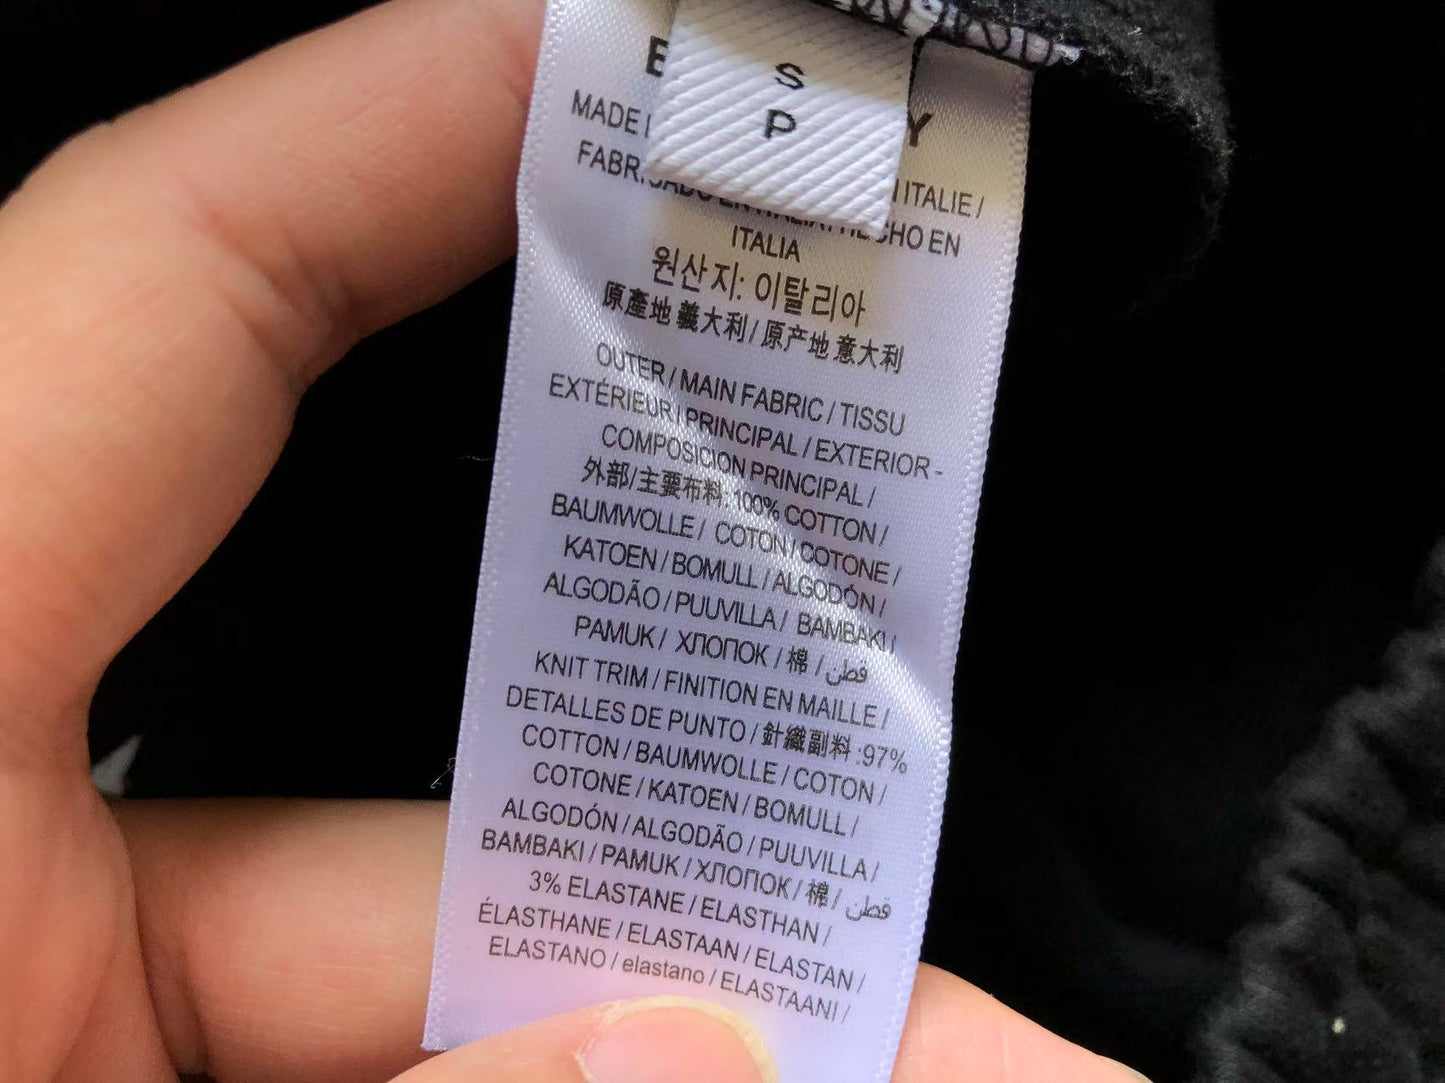 S
P
MADE
ITALIE /
HECHO EN
ITALIA
원산지: 이탈리아
原產地 義大利 / 原产地 意大利
OUTER / MAIN FABRIC / TISSU
EXTÉRIEUR / PRINCIPAL / EXTERIOR -
COMPOSICION PRINCIPAL /
外部/主要布料: 100% COTTON /
BAUMWOLLE / COTON / COTONE /
KATOEN / BOMULL / ALGODÓN /
ALGODÃO / PUUVILLA / BAMBAKI /
PAMUK / ХЛОПОК / 棉 / قطن
KNIT TRIM / FINITION EN MAILLE /
DETALLES DE PUNTO / 針織副料 :97%
COTTON / BAUMWOLLE / COTON /
COTONE / KATOEN / BOMULL /
ALGODÓN / ALGODÃO / PUUVILLA /
BAMBAKI / PAMUK / ХЛОПОК / 棉 / قطن
3% ELASTANE / ELASTHAN /
ÉLASTHANE / ELASTAAN / ELASTAN /
ELASTANO / elastano / ELASTAANI /